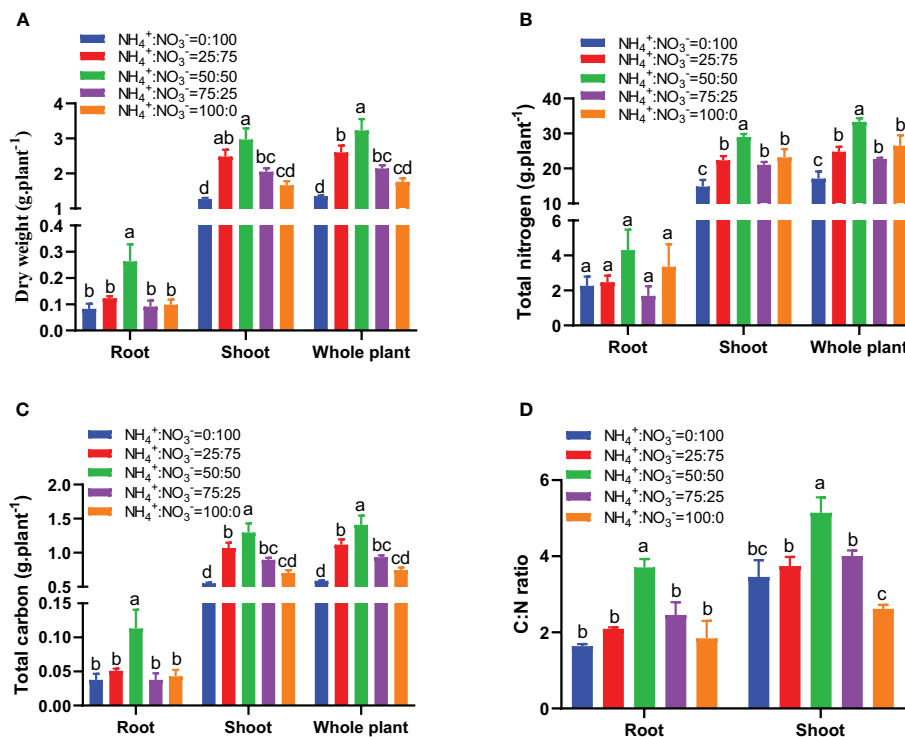 A
NH₄⁺:NO₃⁻=0:100
NH₄⁺:NO₃⁻=25:75
NH₄⁺:NO₃⁻=50:50
NH₄⁺:NO₃⁻=75:25
NH₄⁺:NO₃⁻=100:0
Dry weight (g.plant⁻¹)
4
3
2
1
0.4
0.3
0.2
0.1
0.0
b b a b b
d ab a bc cd
d b a bc cd
Root Shoot Whole plant
B
NH₄⁺:NO₃⁻=0:100
NH₄⁺:NO₃⁻=25:75
NH₄⁺:NO₃⁻=50:50
NH₄⁺:NO₃⁻=75:25
NH₄⁺:NO₃⁻=100:0
Total nitrogen (g.plant⁻¹)
40
30
20
10
6
4
2
0
a a a a a
c b a b b
c b a b b
Root Shoot Whole plant
C
NH₄⁺:NO₃⁻=0:100
NH₄⁺:NO₃⁻=25:75
NH₄⁺:NO₃⁻=50:50
NH₄⁺:NO₃⁻=75:25
NH₄⁺:NO₃⁻=100:0
Total carbon (g.plant⁻¹)
2.0
1.5
1.0
0.5
0.15
0.10
0.05
0.00
b b a b b
d b a bc cd
d b a bc cd
Root Shoot Whole plant
D
NH₄⁺:NO₃⁻=0:100
NH₄⁺:NO₃⁻=25:75
NH₄⁺:NO₃⁻=50:50
NH₄⁺:NO₃⁻=75:25
NH₄⁺:NO₃⁻=100:0
C:N ratio
6
4
2
0
b b a b b
bc b a b c
Root Shoot